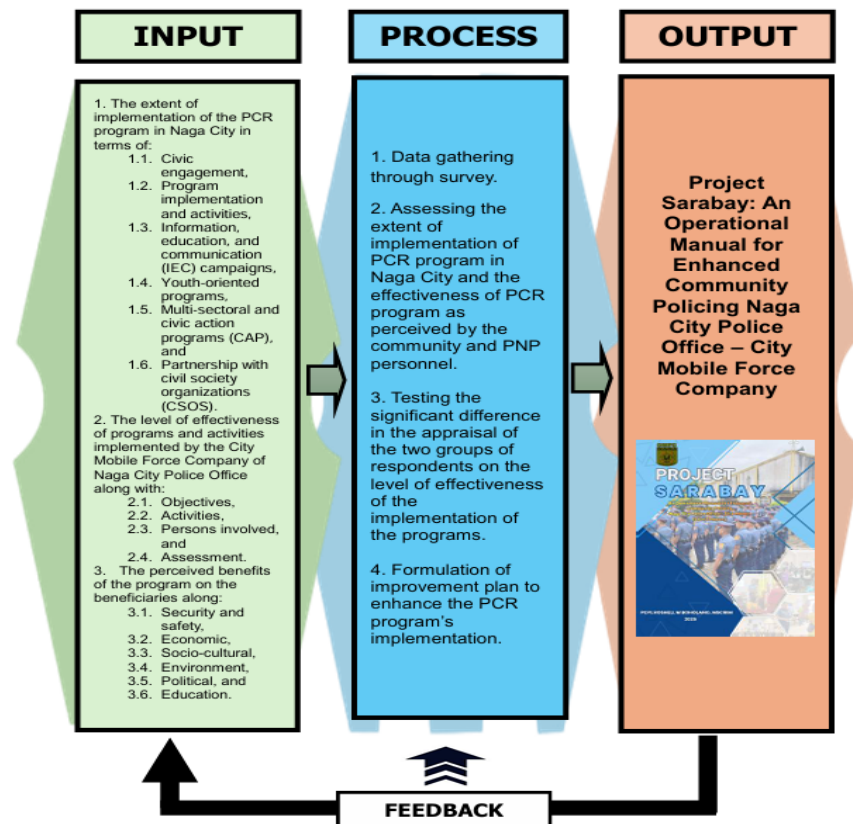 INPUT
1. The extent of
implementation of the PCR
program in Naga City in
terms of:
1.1. Civic
engagement,
1.2. Program
implementation
and activities,
1.3. Information,
education, and
communication
(IEC) campaigns,
1.4. Youth-oriented
programs,
1.5. Multi-sectoral and
civic action
programs (CAP),
and
1.6. Partnership with
civil society
organizations
(CSOS).
2. The level of effectiveness
of programs and activities
implemented by the City
Mobile Force Company of
Naga City Police Office
along with:
2.1. Objectives,
2.2. Activities,
2.3. Persons involved,
and
2.4. Assessment.
3. The perceived benefits
of the program on the
beneficiaries along:
3.1. Security and
safety,
3.2. Economic,
3.3. Socio-cultural,
3.4. Environment,
3.5. Political, and
3.6. Education.
PROCESS
1. Data gathering
through survey.
2. Assessing the
extent of
implementation of
PCR program in
Naga City and the
effectiveness of PCR
program as
perceived by the
community and PNP
personnel.
3. Testing the
significant difference
in the appraisal of
the two groups of
respondents on the
level of effectiveness
of the
implementation of
the programs.
4. Formulation of
improvement plan to
enhance the PCR
program's
implementation.
OUTPUT
Project
Sarabay: An
Operational
Manual for
Enhanced
Community
Policing Naga
City Police
Office – City
Mobile Force
Company
PROJECT
SARABAY
FEEDBACK